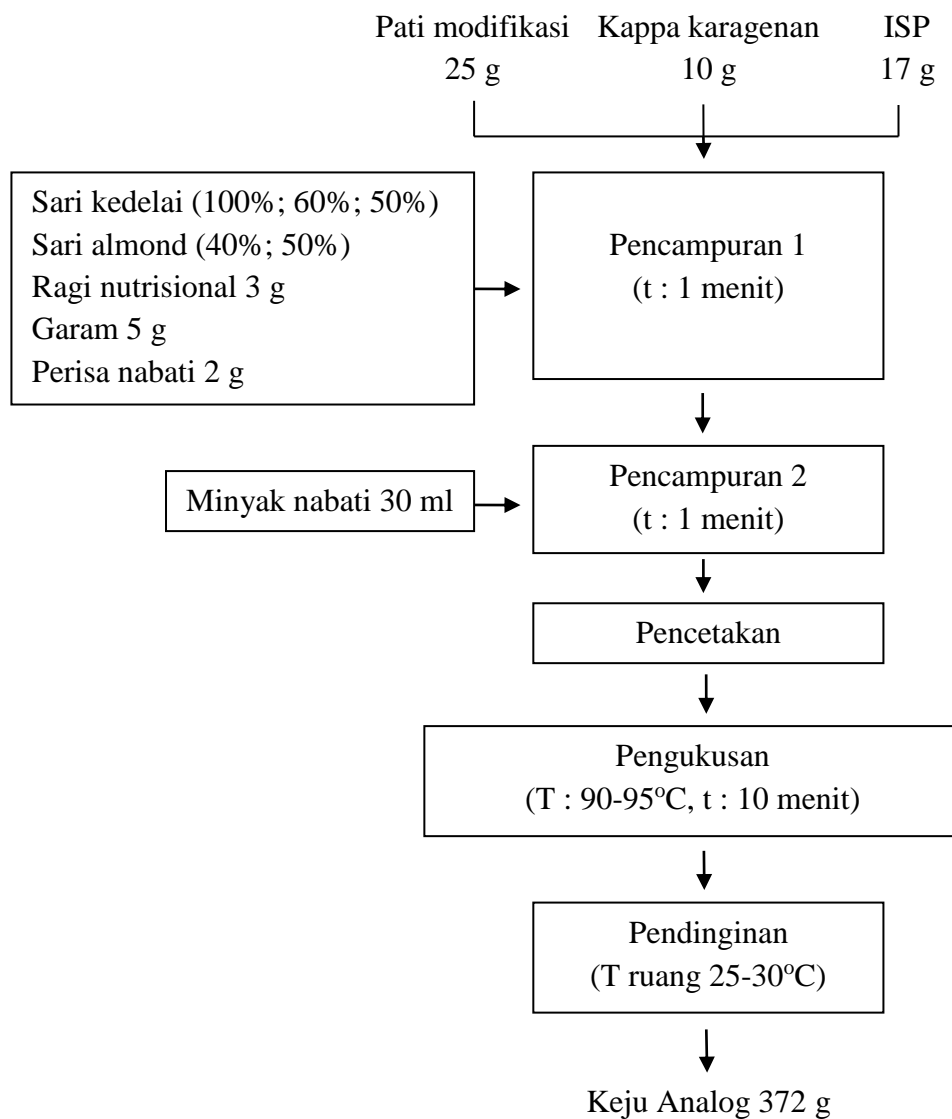 Pati modifikasi
25 g
Kappa karagenan
10 g
ISP
17 g
Sari kedelai (100%; 60%; 50%)
Sari almond (40%; 50%)
Ragi nutrisional 3 g
Garam 5 g
Perisa nabati 2 g
Pencampuran 1
(t : 1 menit)
Minyak nabati 30 ml
Pencampuran 2
(t : 1 menit)
Pencetakan
Pengukusan
(T : 90-95°C, t : 10 menit)
Pendinginan
(T ruang 25-30°C)
Keju Analog 372 g